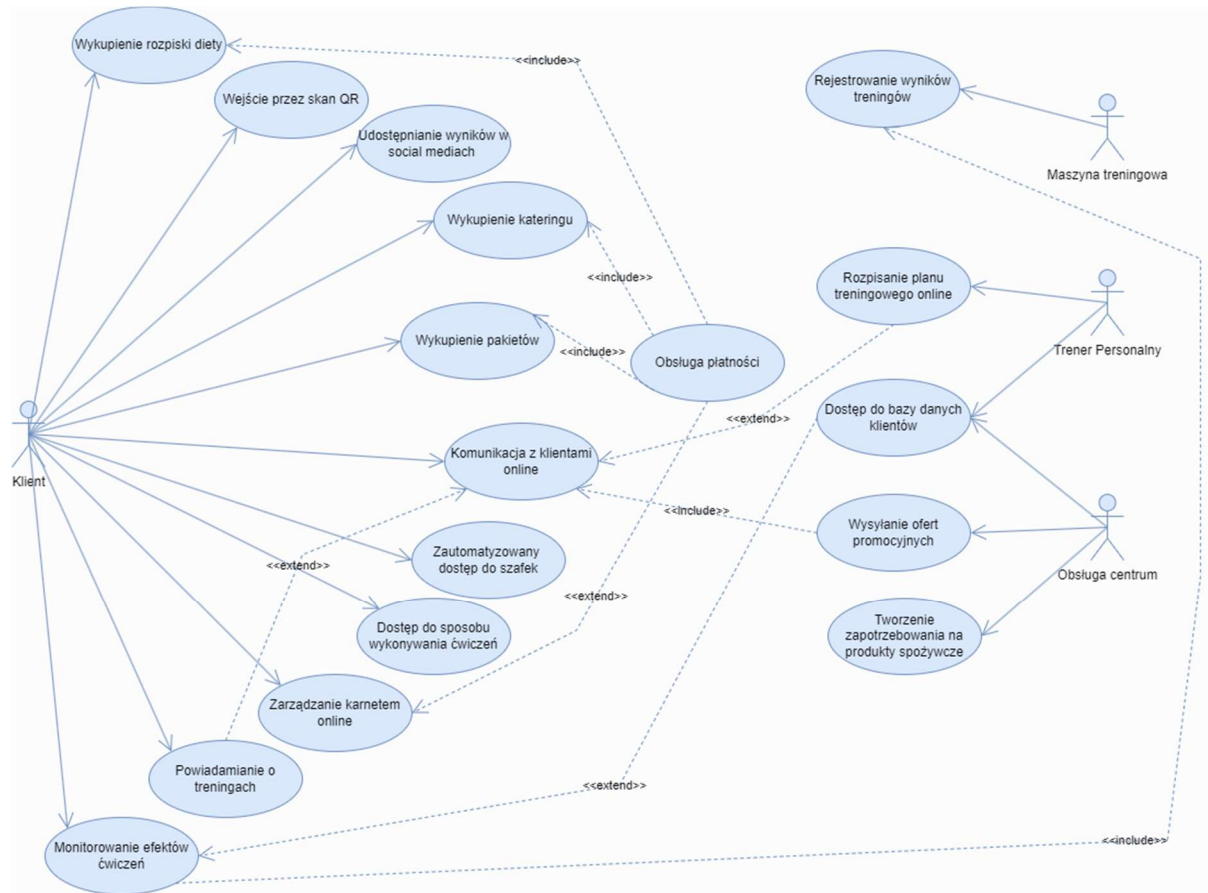 Wykupienie rozpiski diety
<<include>>
Wejście przez skan QR
Udostępnianie wyników w
social mediach
Rejestrowanie wyników
treningów
Maszyna treningowa
Wykupienie kateringu
<<include>>
Rozpisanie planu
treningowego online
Trener Personalny
Wykupienie pakietów
<<include>>
Obsługa płatności
Dostęp do bazy danych
klientów
<<extend>>
Klient
Komunikacja z klientami
online
<<include>>
Wysyłanie ofert
promocyjnych
Obsługa centrum
Zautomatyzowany
dostęp do szafek
<<extend>>
<<extend>>
Dostęp do sposobu
wykonywania ćwiczeń
Tworzenie
zapotrzebowania na
produkty spożywcze
Zarządzanie karnetem
online
Powiadamianie o
treningach
<<extend>>
Monitorowanie efektów
ćwiczeń
<<include>>